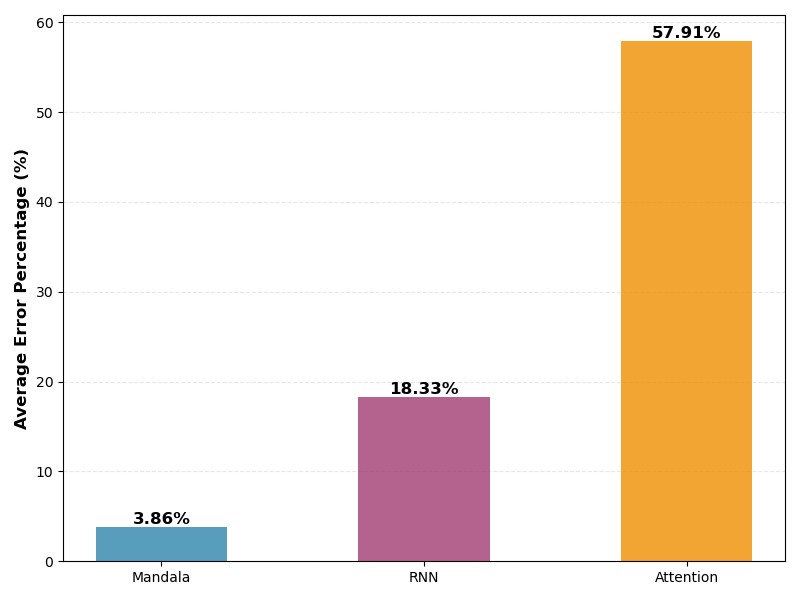 Average Error Percentage (%)
60
50
40
30
20
10
0
57.91%
18.33%
3.86%
Mandala
RNN
Attention